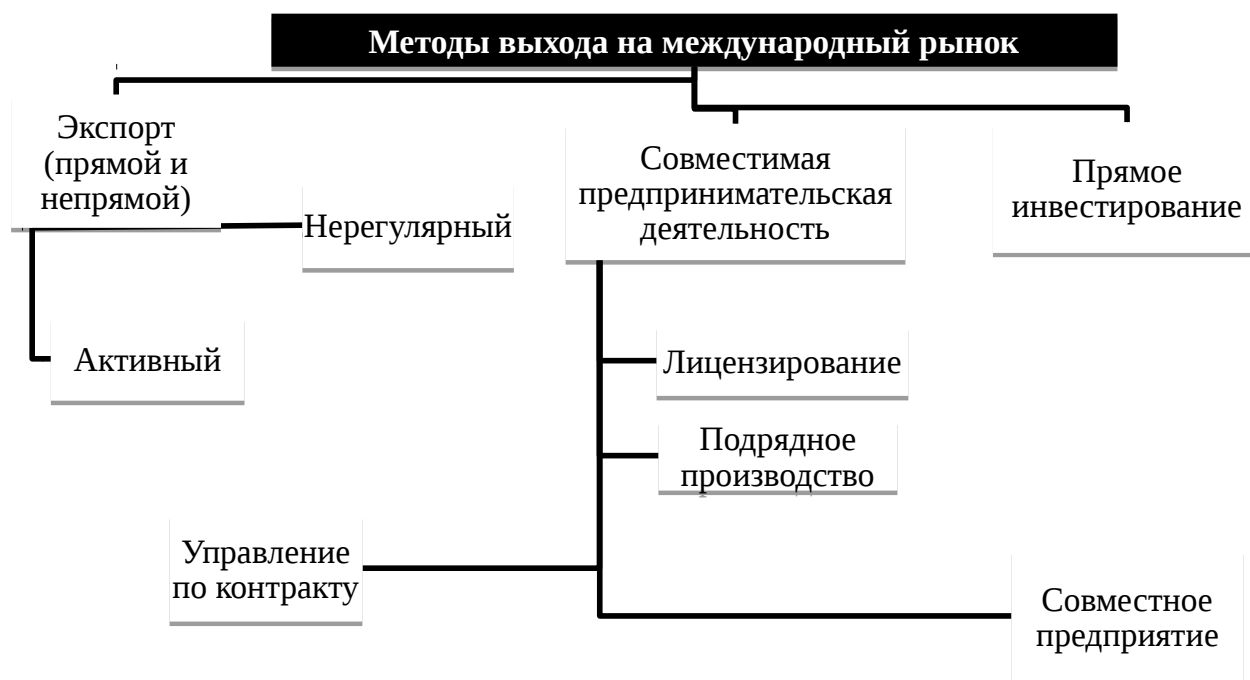 Методы выхода на международный рынок
Экспорт
(прямой и
непрямой)
Совместимая
предпринимательская
деятельность
Прямое
инвестирование
Нерегулярный
Активный
Лицензирование
Подрядное
производство
Управление
по контракту
Совместное
предприятие